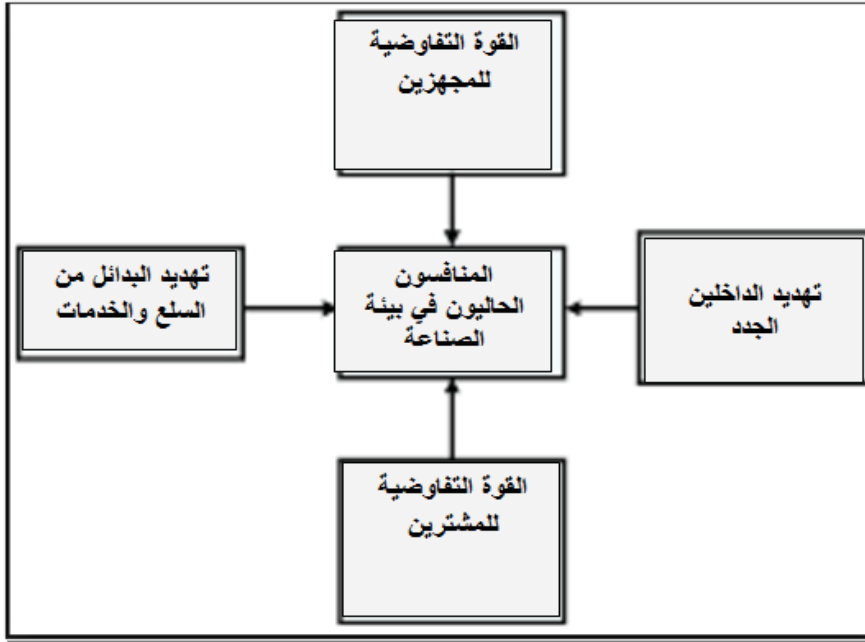 القوة التفاوضية
للمجهزين
تهديد الداخلين
الجدد
المنافسون
الحاليون في بيئة
الصناعة
تهديد البدائل من
السلع والخدمات
القوة التفاوضية
للمشترين